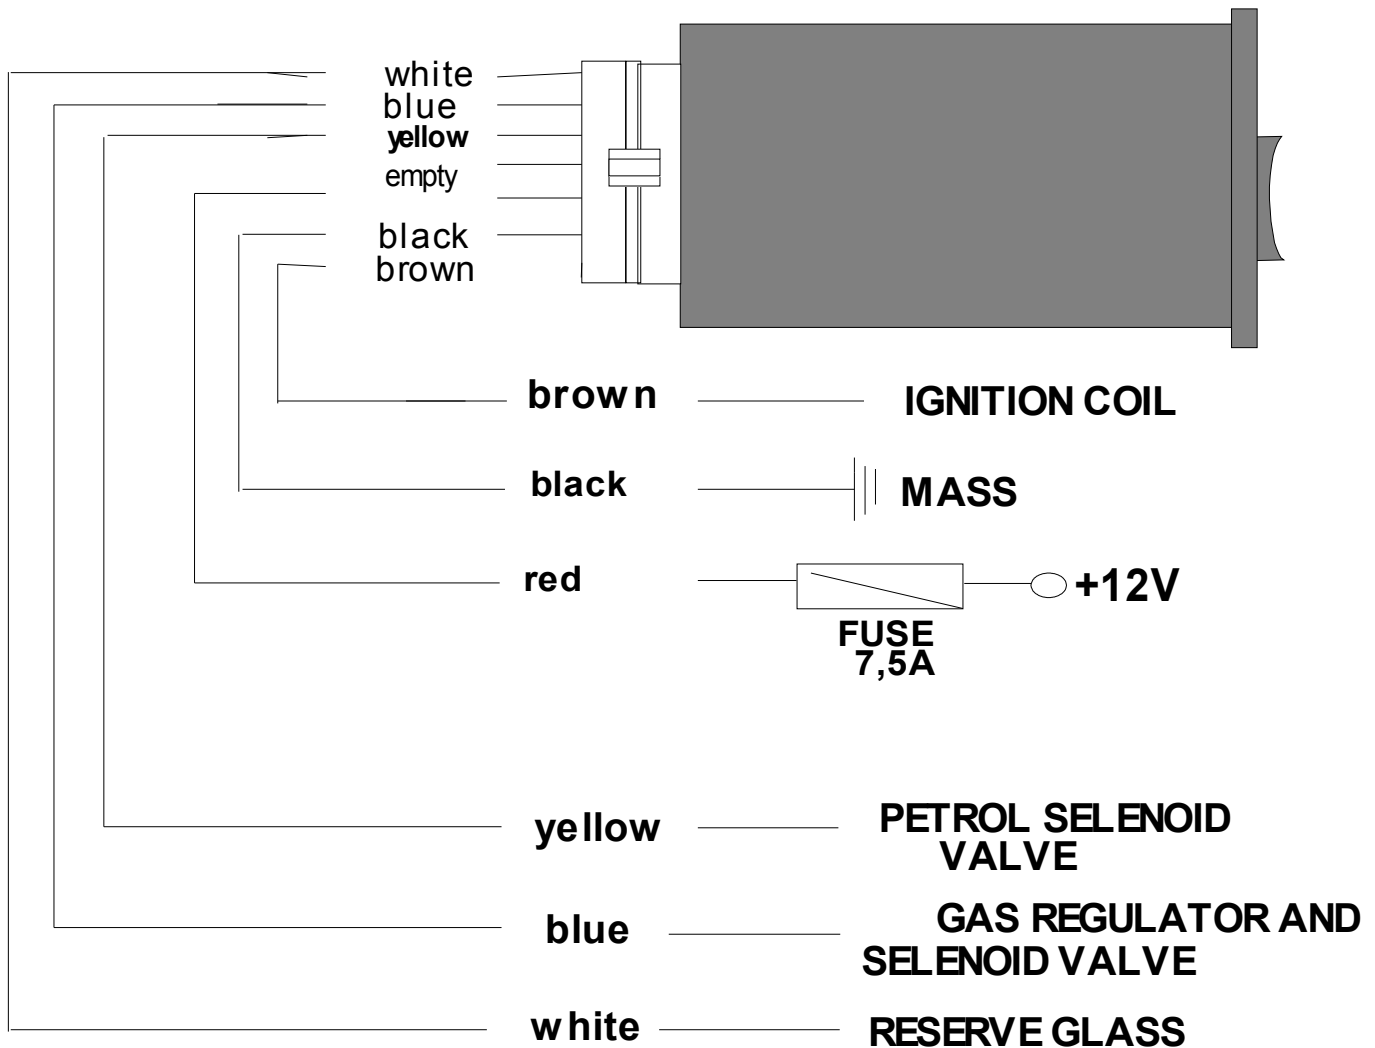 white
blue
yellow
empty
black
brown
brown
IGNITION COIL
black
MASS
red
+12V
FUSE
7,5A
yellow
PETROL SELENOID
VALVE
blue
GAS REGULATOR AND
SELENOID VALVE
white
RESERVE GLASS